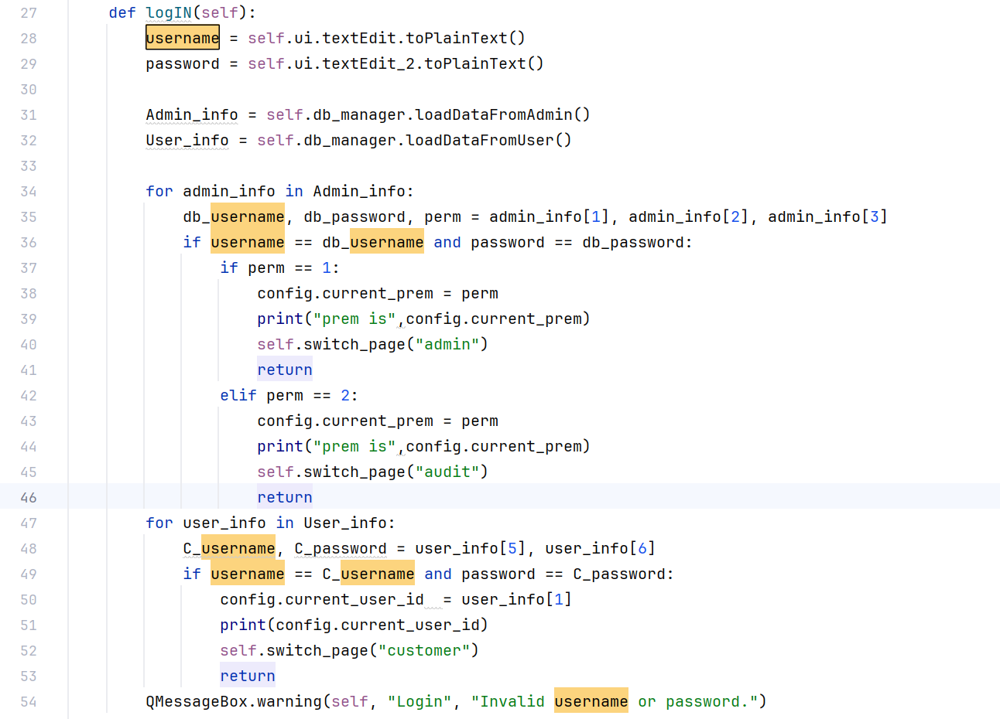 27 def logIN(self):
28 username = self.ui.textEdit.toPlainText()
29 password = self.ui.textEdit_2.toPlainText()
30
31 Admin_info = self.db_manager.loadDataFromAdmin()
32 User_info = self.db_manager.loadDataFromUser()
33
34 for admin_info in Admin_info:
35 db_username, db_password, perm = admin_info[1], admin_info[2], admin_info[3]
36 if username == db_username and password == db_password:
37 if perm == 1:
38 config.current_prem = perm
39 print("prem is",config.current_prem)
40 self.switch_page("admin")
41 return
42 elif perm == 2:
43 config.current_prem = perm
44 print("prem is",config.current_prem)
45 self.switch_page("audit")
46 return
47 for user_info in User_info:
48 C_username, C_password = user_info[5], user_info[6]
49 if username == C_username and password == C_password:
50 config.current_user_id  = user_info[1]
51 print(config.current_user_id)
52 self.switch_page("customer")
53 return
54 QMessageBox.warning(self, "Login", "Invalid username or password.")